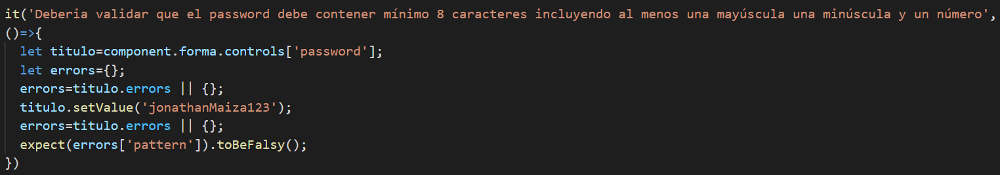 it('Deberia validar que el password debe contener mínimo 8 caracteres incluyendo al menos una mayúscula una minúscula y un número',
()=>{
  let titulo=component.forma.controls['password'];
  let errors={};
  errors=titulo.errors || {};
  titulo.setValue('jonathanMaiza123');
  errors=titulo.errors || {};
  expect(errors['pattern']).toBeFalsy();
})